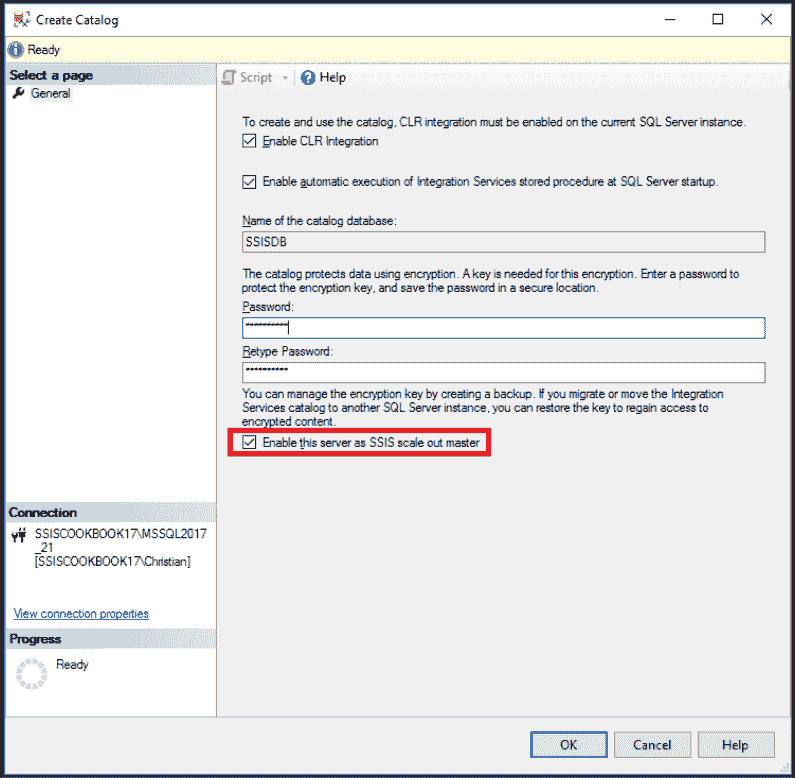 Create Catalog
Ready
Select a page
General
Script
Help
To create and use the catalog, CLR integration must be enabled on the current SQL Server instance.
Enable CLR Integration
Enable automatic execution of Integration Services stored procedure at SQL Server startup.
Name of the catalog database:
SSISDB
The catalog protects data using encryption. A key is needed for this encryption. Enter a password to
protect the encryption key, and save the password in a secure location.
Password:
**********
Retype Password:
**********
You can manage the encryption key by creating a backup. If you migrate or move the Integration
Services catalog to another SQL Server instance, you can restore the key to regain access to
encrypted content.
Enable this server as SSIS scale out master
Connection
SSISCOOKBOOK17\MSSQL2017
_21
[SSISCOOKBOOK17\Christian]
View connection properties
Progress
Ready
OK
Cancel
Help